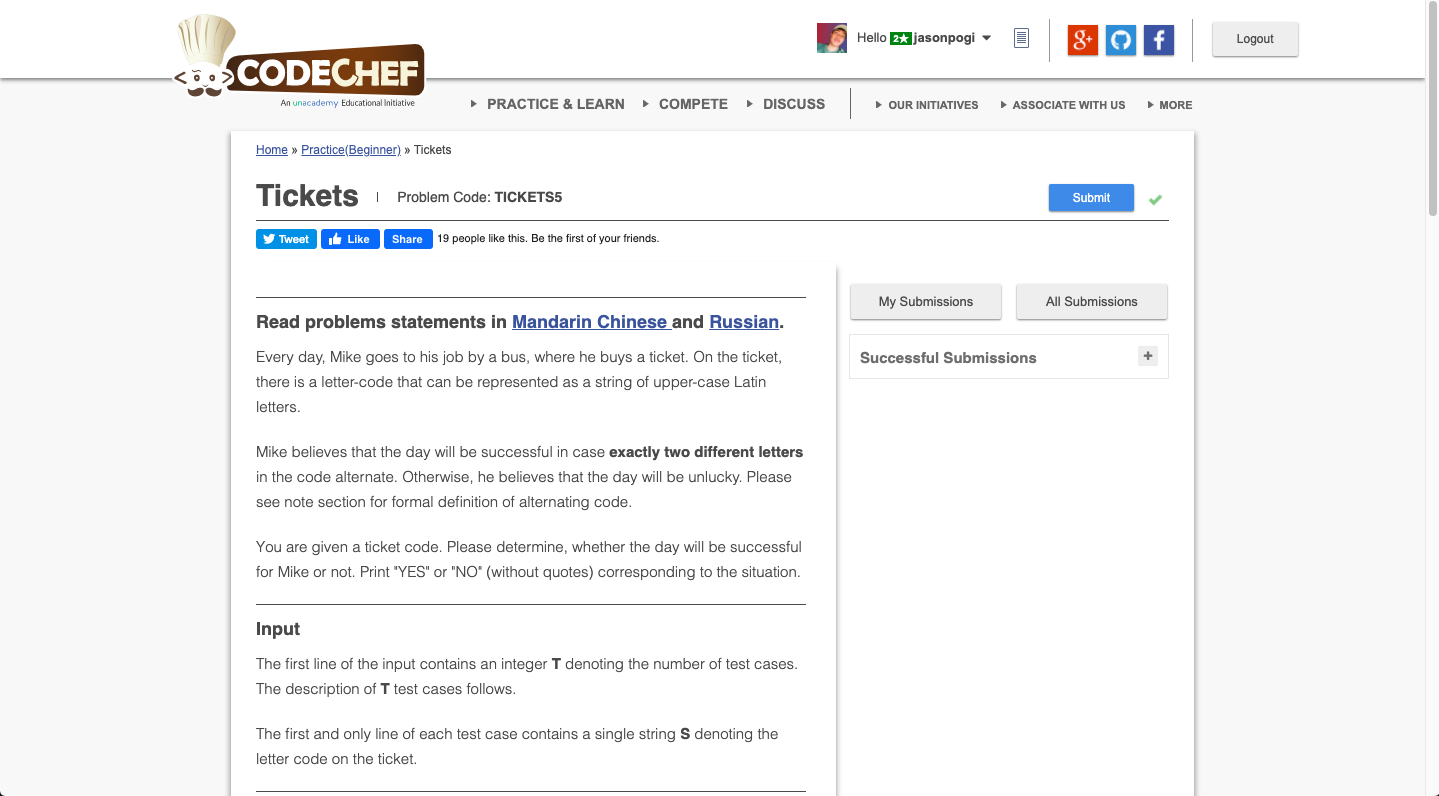 CODECHEF
An unacademy Educational Initiative
Hello 2★ jasonpogi
g+
f
Logout
PRACTICE & LEARN
COMPETE
DISCUSS
OUR INITIATIVES
ASSOCIATE WITH US
MORE
Home » Practice(Beginner) » Tickets
Tickets
Problem Code: TICKETS5
Submit
Tweet
Like
Share
19 people like this. Be the first of your friends.
My Submissions
All Submissions
Successful Submissions
+
Read problems statements in Mandarin Chinese and Russian.
Every day, Mike goes to his job by a bus, where he buys a ticket. On the ticket,
there is a letter-code that can be represented as a string of upper-case Latin
letters.
Mike believes that the day will be successful in case exactly two different letters
in the code alternate. Otherwise, he believes that the day will be unlucky. Please
see note section for formal definition of alternating code.
You are given a ticket code. Please determine, whether the day will be successful
for Mike or not. Print "YES" or "NO" (without quotes) corresponding to the situation.
Input
The first line of the input contains an integer T denoting the number of test cases.
The description of T test cases follows.
The first and only line of each test case contains a single string S denoting the
letter code on the ticket.